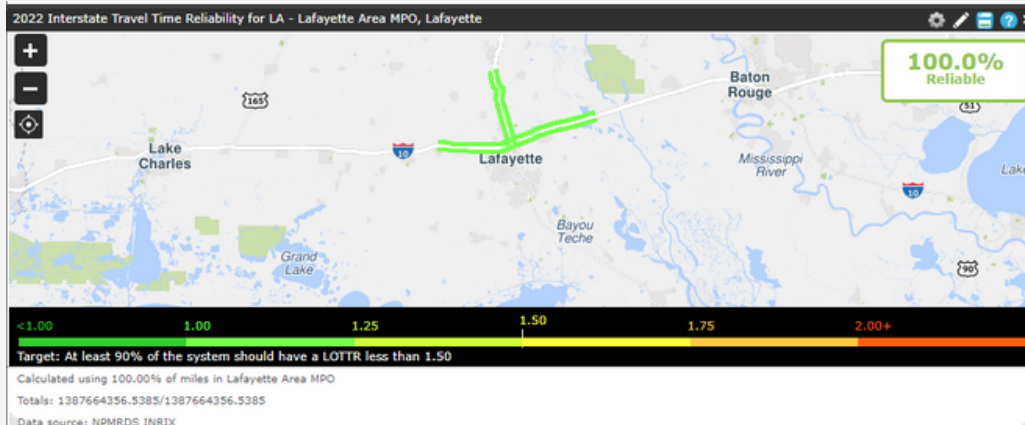 2022 Interstate Travel Time Reliability for LA - Lafayette Area MPO, Lafayette
100.0%
Reliable
Baton
Rouge
165
51
Lake
Charles
10
Lafayette
Mississippi
River
Lake
10
Bayou
Teche
Grand
Lake
90
<1.00 1.00 1.25 1.50 1.75 2.00+
Target: At least 90% of the system should have a LOTTR less than 1.50
Calculated using 100.00% of miles in Lafayette Area MPO
Totals: 1387664356.5385/1387664356.5385
Data source: NPMRDS INRIX